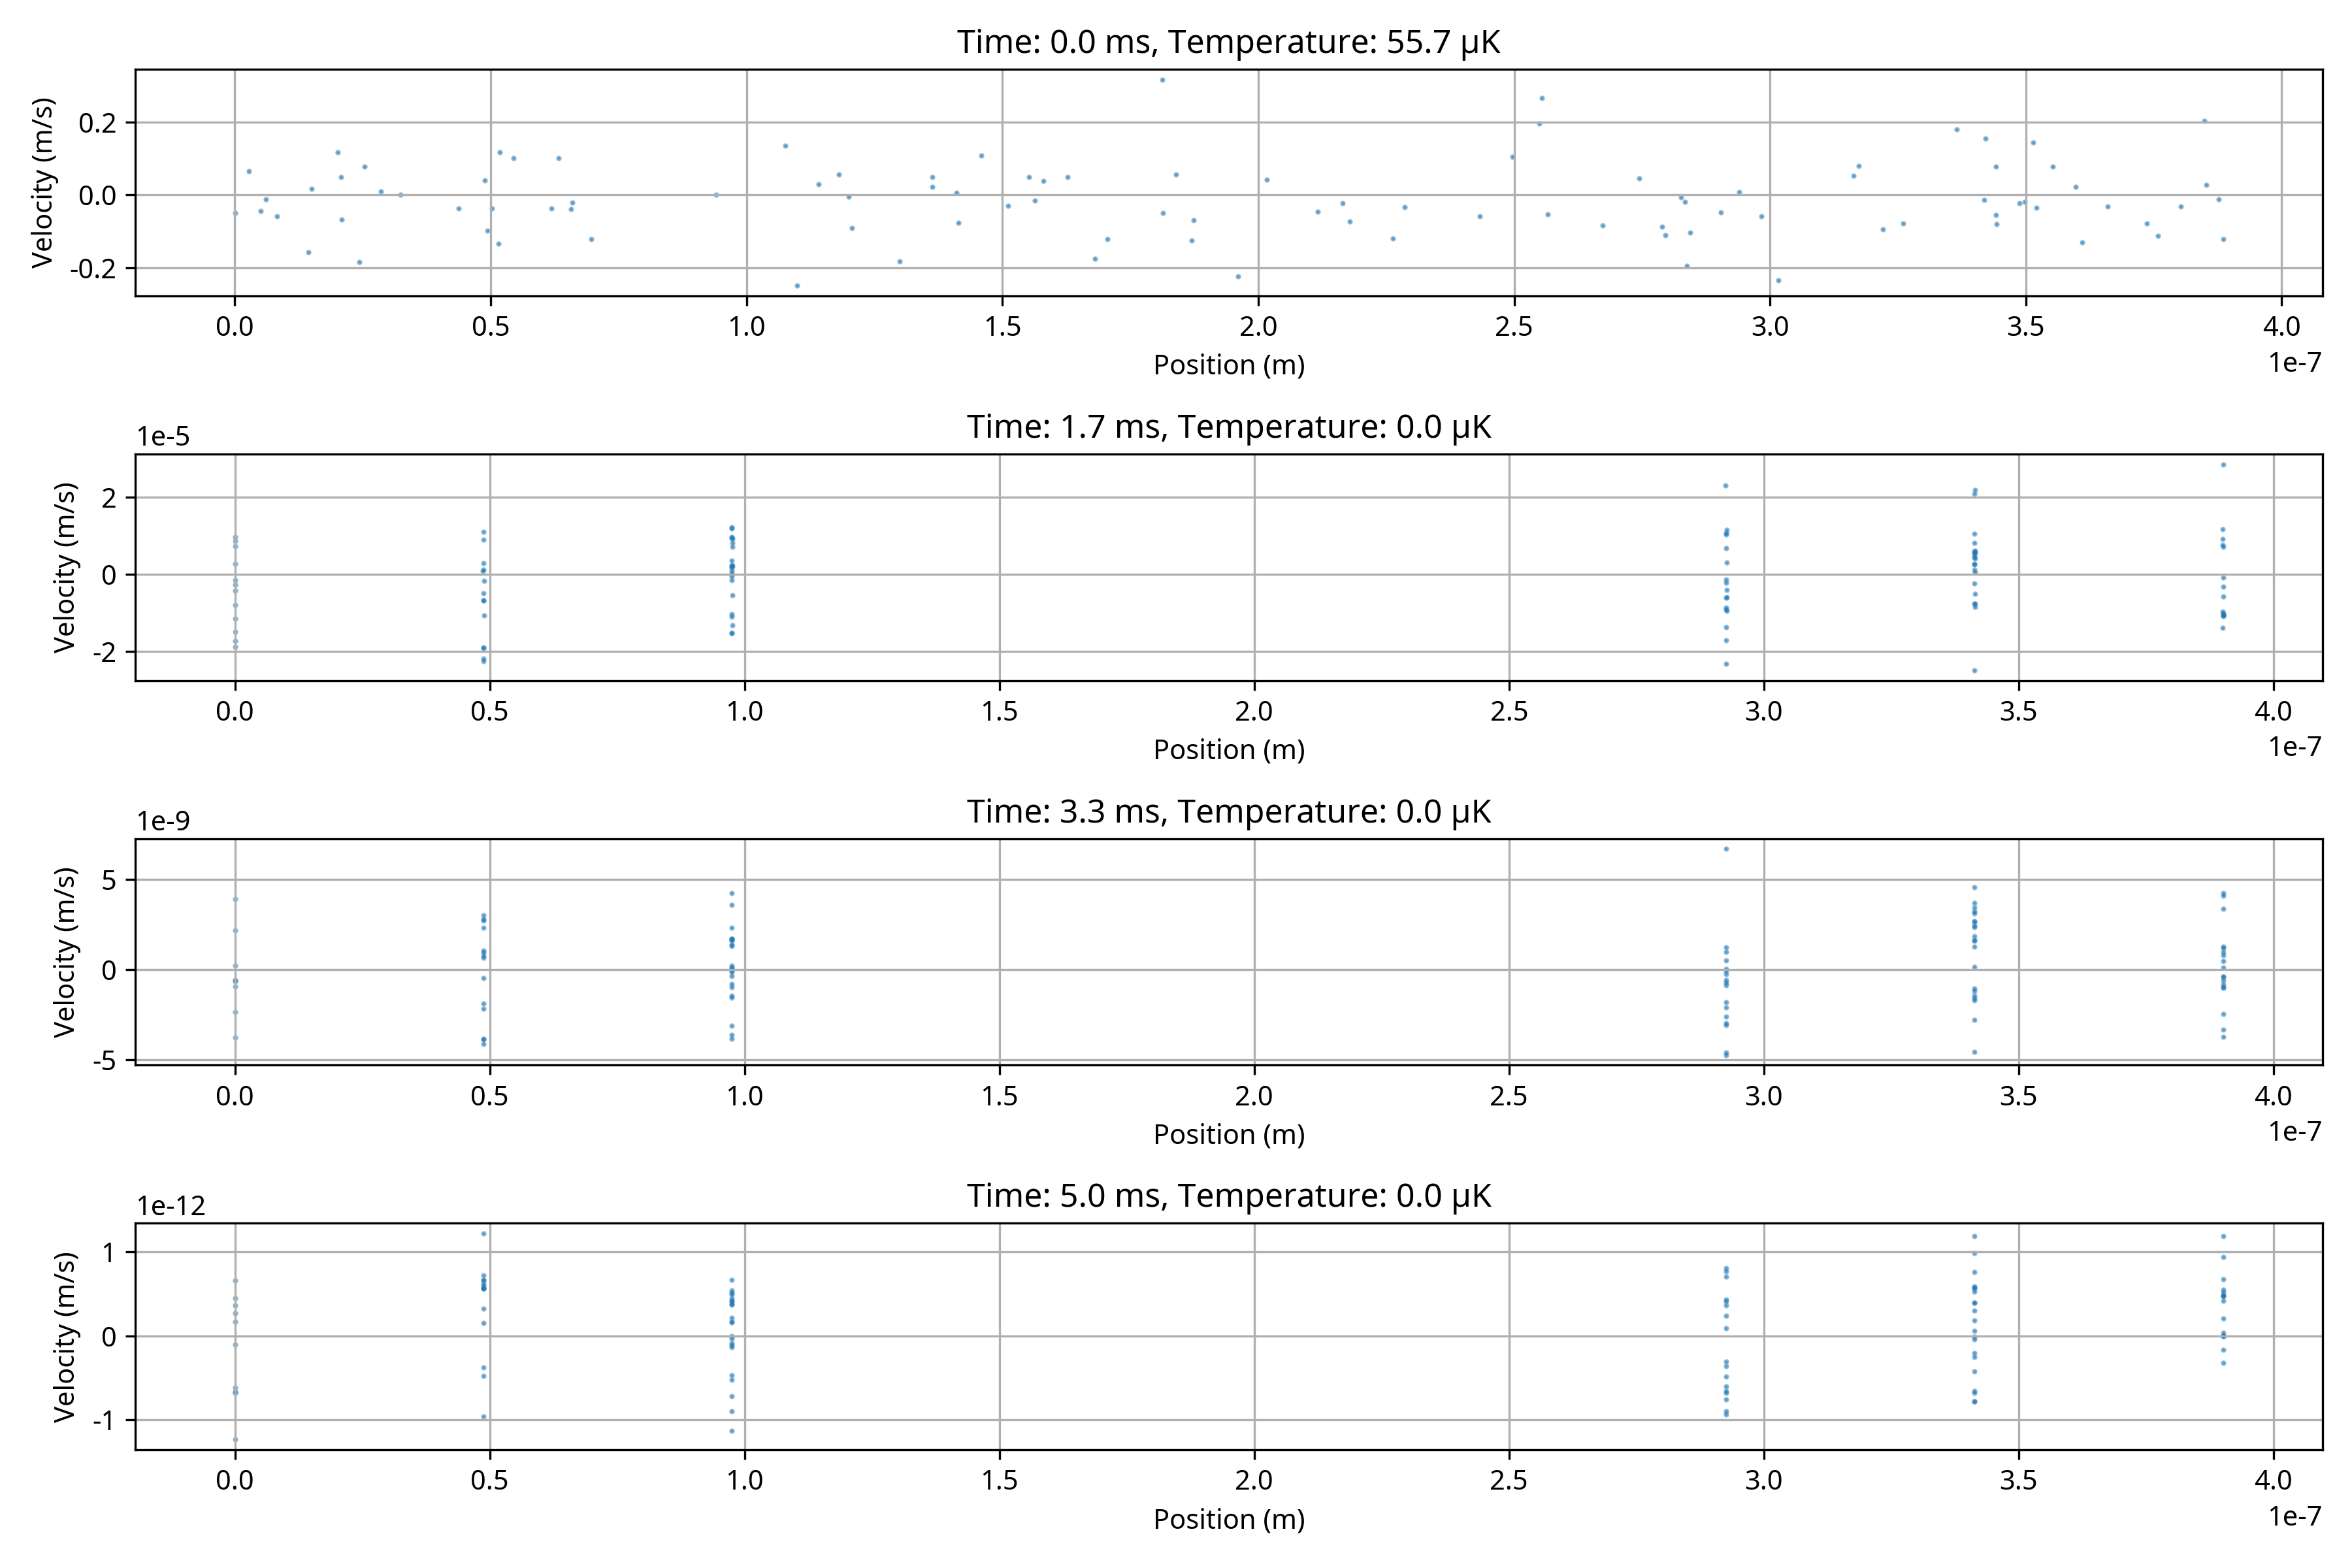 Time: 0.0 ms, Temperature: 55.7 µK
Velocity (m/s)
0.2
0.0
-0.2
0.0 0.5 1.0 1.5 2.0 2.5 3.0 3.5 4.0
Position (m)
1e-7
Time: 1.7 ms, Temperature: 0.0 µK
1e-5
Velocity (m/s)
2
0
-2
0.0 0.5 1.0 1.5 2.0 2.5 3.0 3.5 4.0
Position (m)
1e-7
Time: 3.3 ms, Temperature: 0.0 µK
1e-9
Velocity (m/s)
5
0
-5
0.0 0.5 1.0 1.5 2.0 2.5 3.0 3.5 4.0
Position (m)
1e-7
Time: 5.0 ms, Temperature: 0.0 µK
1e-12
Velocity (m/s)
1
0
-1
0.0 0.5 1.0 1.5 2.0 2.5 3.0 3.5 4.0
Position (m)
1e-7